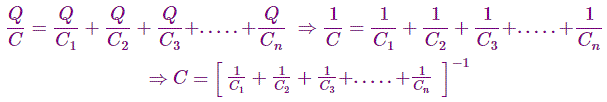 Q/C = Q/C₁ + Q/C₂ + Q/C₃ +.....+ Q/Cₙ ⇒ 1/C = 1/C₁ + 1/C₂ + 1/C₃ +.....+ 1/Cₙ
⇒ C = [ 1/C₁ + 1/C₂ + 1/C₃ +.....+ 1/Cₙ ]⁻¹